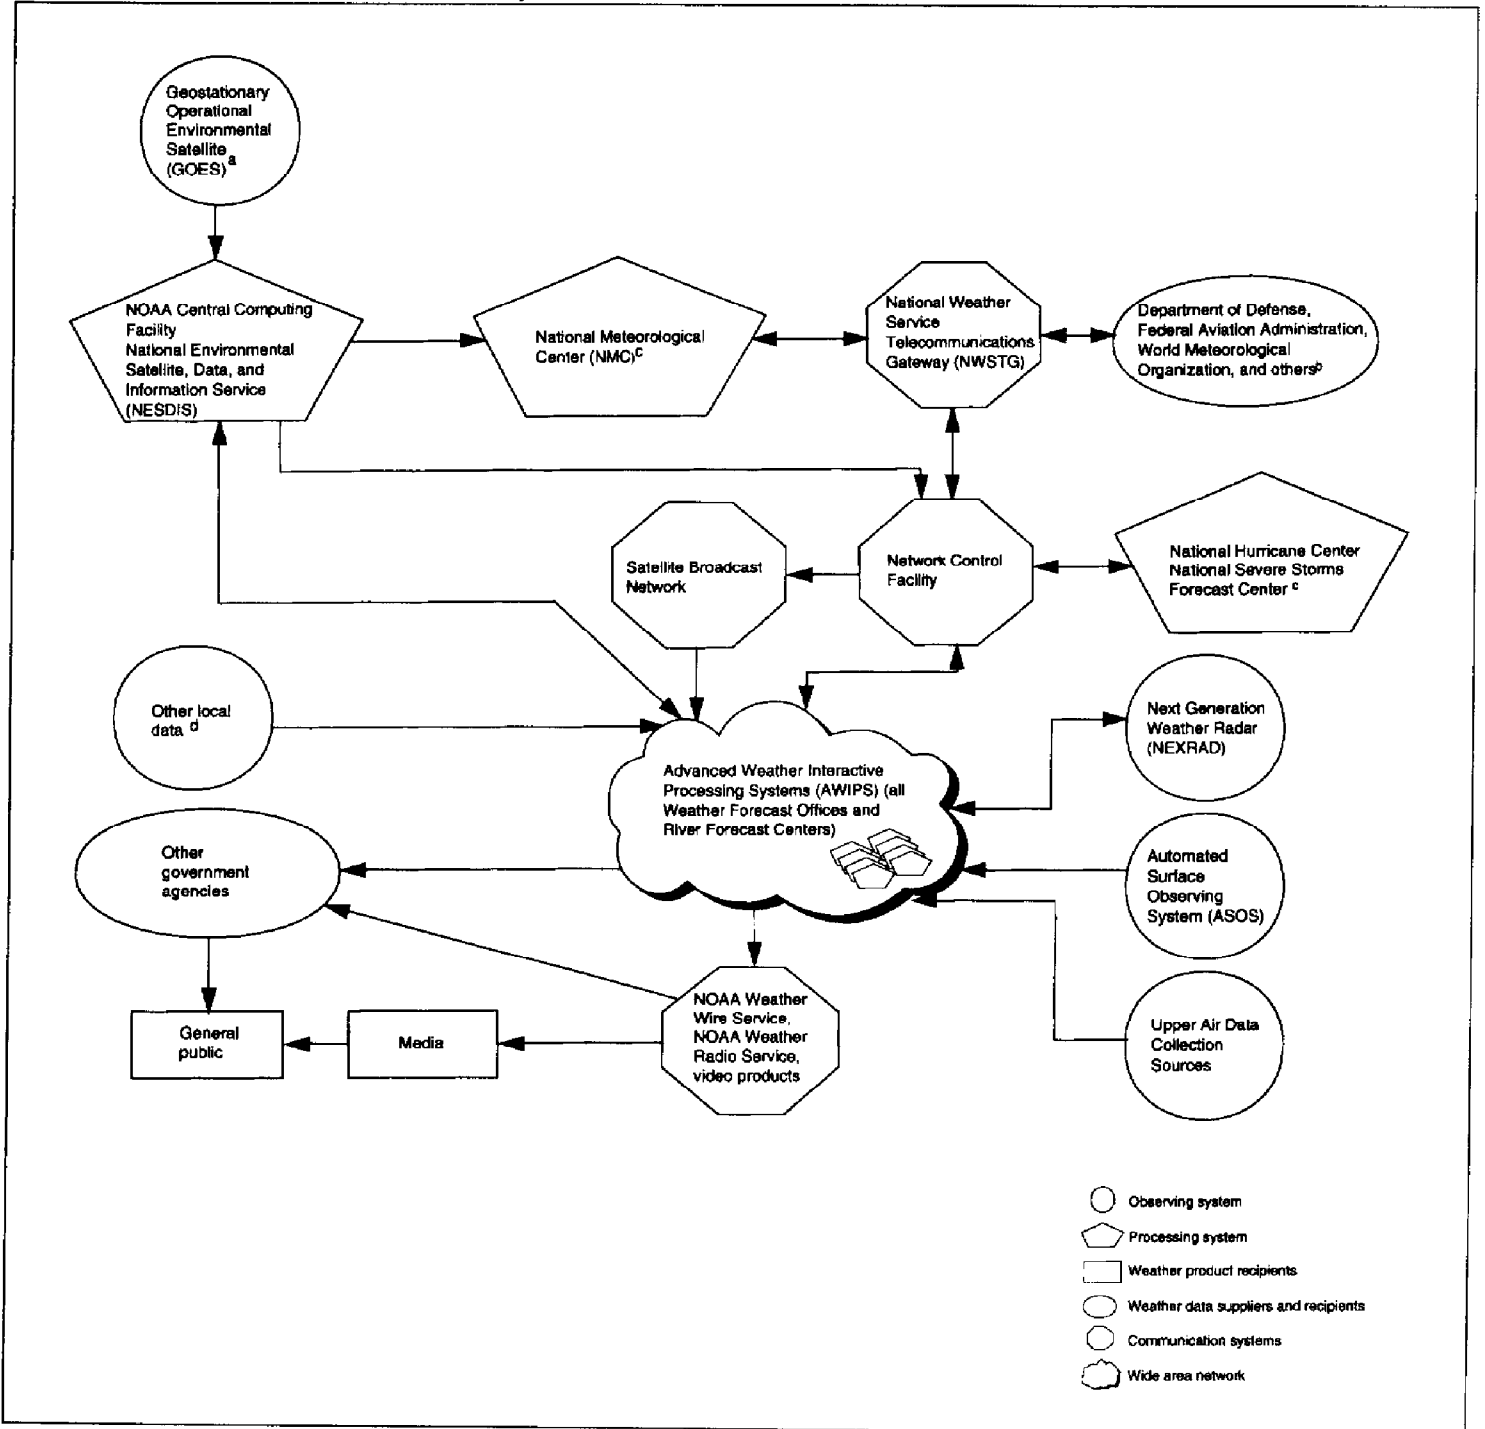 Geostationary
Operational
Environmental
Satellite
(GOES) a
NOAA Central Computing
Facility
National Environmental
Satellite, Data, and
Information Service
(NESDIS)
National Meteorological
Center (NMC)c
National Weather
Service
Telecommunications
Gateway (NWSTG)
Department of Defense,
Federal Aviation Administration,
World Meteorological
Organization, and othersb
Satellite Broadcast
Network
Network Control
Facility
National Hurricane Center
National Severe Storms
Forecast Center c
Other local
data d
Next Generation
Weather Radar
(NEXRAD)
Advanced Weather Interactive
Processing Systems (AWIPS) (all
Weather Forecast Offices and
River Forecast Centers)
Other
government
agencies
Automated
Surface
Observing
System (ASOS)
General
public
Media
NOAA Weather
Wire Service,
NOAA Weather
Radio Service,
video products
Upper Air Data
Collection
Sources
Observing system
Processing system
Weather product recipients
Weather data suppliers and recipients
Communication systems
Wide area network